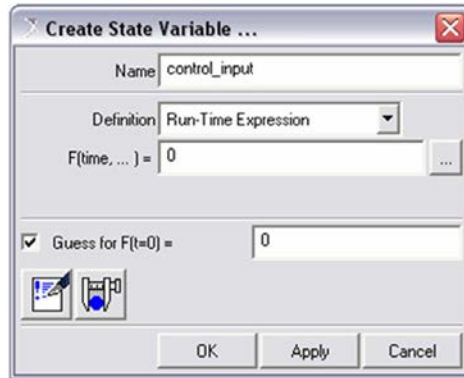 Create State Variable ...
Name control_input
Definition Run-Time Expression
F(time, ... ) = 0 ...
Guess for F(t=0) = 0
OK Apply Cancel